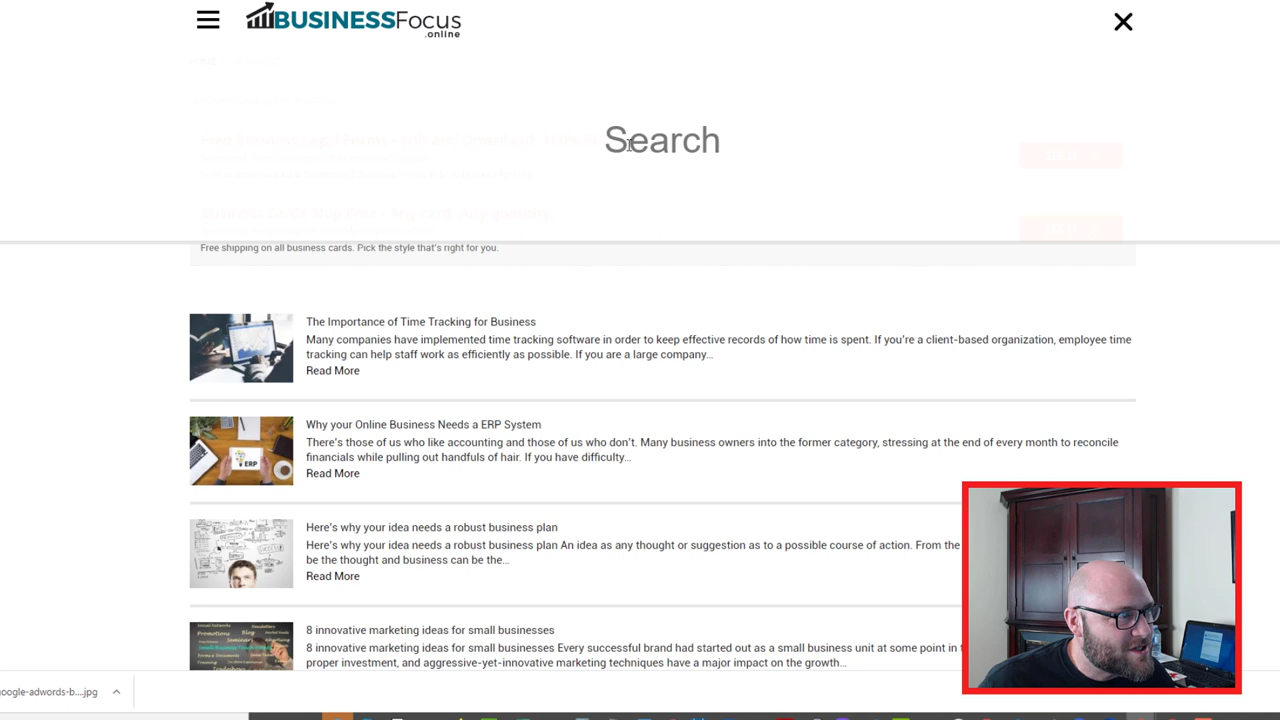 BUSINESSFocus
.online
Search
Free shipping on all business cards. Pick the style that's right for you.
The Importance of Time Tracking for Business
Many companies have implemented time tracking software in order to keep effective records of how time is spent. If you're a client-based organization, employee time
tracking can help staff work as efficiently as possible. If you are a large company...
Read More
Why your Online Business Needs a ERP System
There's those of us who like accounting and those of us who don't. Many business owners into the former category, stressing at the end of every month to reconcile
financials while pulling out handfuls of hair. If you have difficulty...
Read More
ERP
Here's why your idea needs a robust business plan
Here's why your idea needs a robust business plan An idea as any thought or suggestion as to a possible course of action. From the
be the thought and business can be the...
Read More
8 innovative marketing ideas for small businesses
8 innovative marketing ideas for small businesses Every successful brand had started out as a small business unit at some point in t
proper investment, and aggressive-yet-innovative marketing techniques have a major impact on the growth...
Promotions
Blog
oogle-adwords-b....jpg